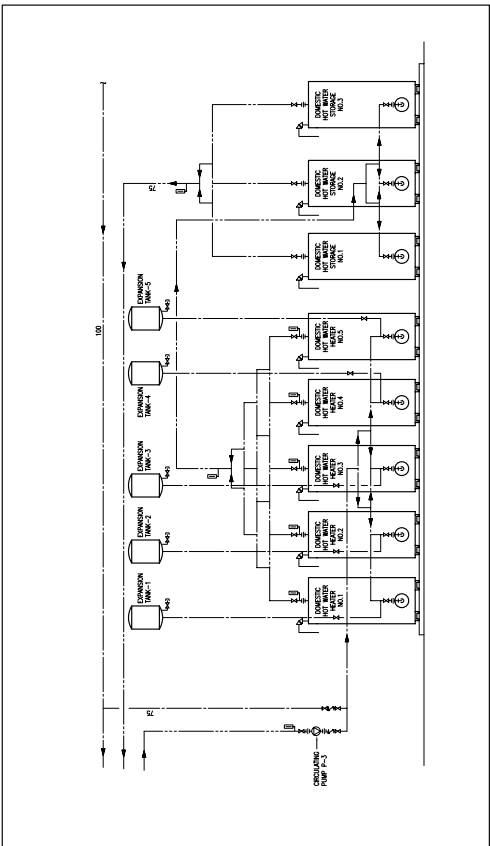 100
75
75
EXPANSION
TANK-1
EXPANSION
TANK-2
EXPANSION
TANK-3
EXPANSION
TANK-4
EXPANSION
TANK-5
DOMESTIC
HOT WATER
HEATER
NO.1
DOMESTIC
HOT WATER
HEATER
NO.2
DOMESTIC
HOT WATER
HEATER
NO.3
DOMESTIC
HOT WATER
HEATER
NO.4
DOMESTIC
HOT WATER
HEATER
NO.5
DOMESTIC
HOT WATER
STORAGE
NO.1
DOMESTIC
HOT WATER
STORAGE
NO.2
DOMESTIC
HOT WATER
STORAGE
NO.3
CIRCULATING
PUMP P-3